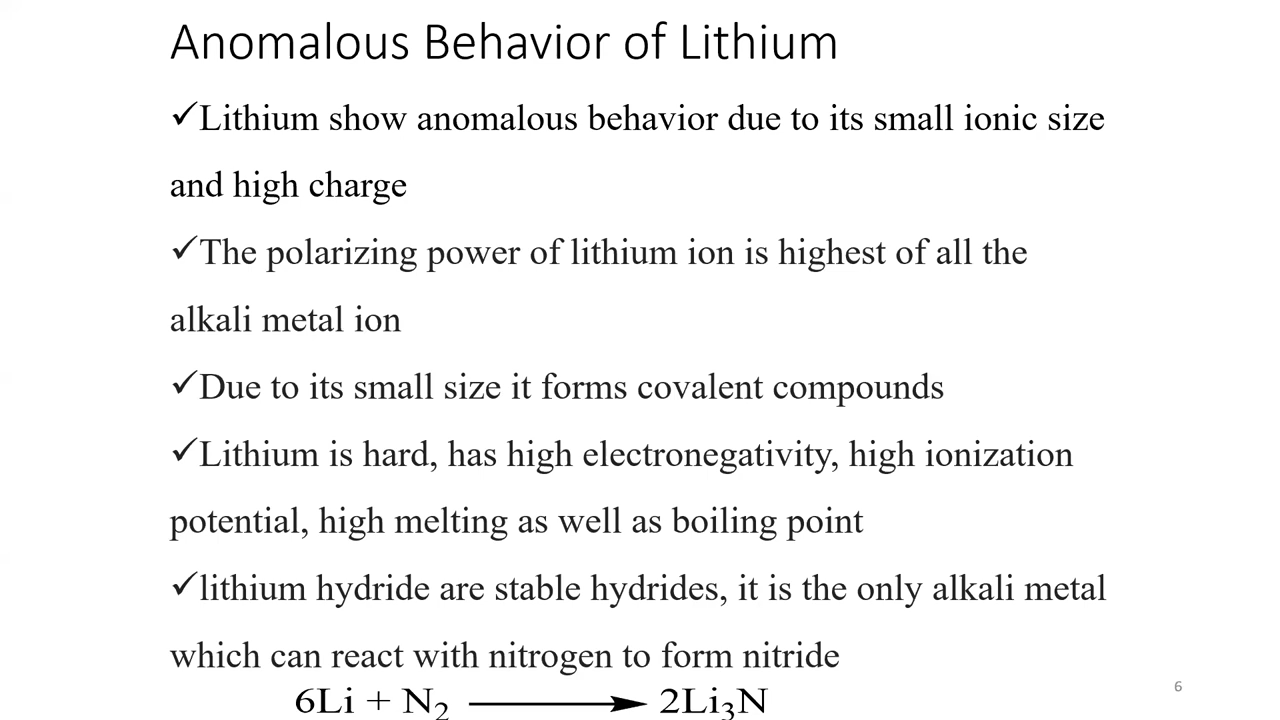 Anomalous Behavior of Lithium
✓Lithium show anomalous behavior due to its small ionic size
and high charge
✓The polarizing power of lithium ion is highest of all the
alkali metal ion
✓Due to its small size it forms covalent compounds
✓Lithium is hard, has high electronegativity, high ionization
potential, high melting as well as boiling point
✓lithium hydride are stable hydrides, it is the only alkali metal
which can react with nitrogen to form nitride
6Li + N₂ ⟶ 2Li₃N
6